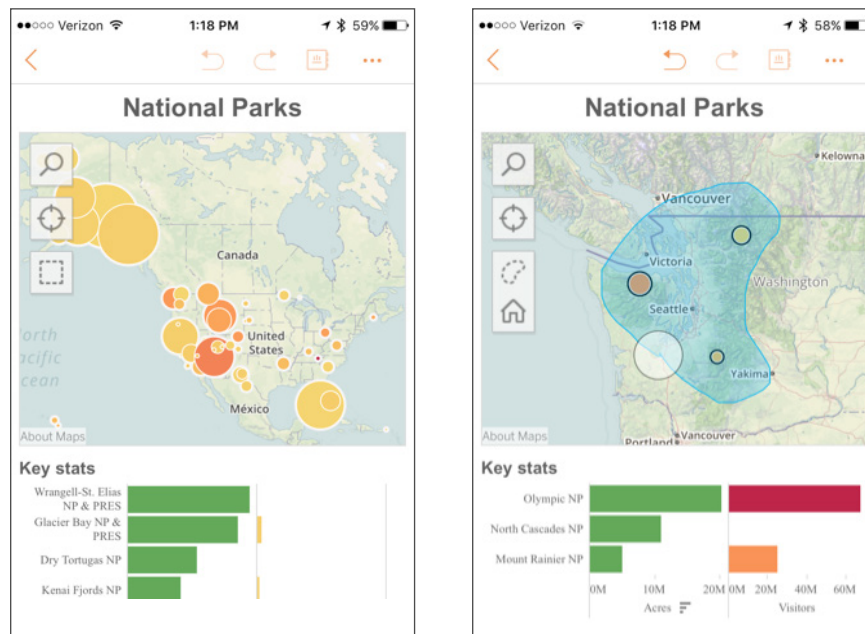 Verizon 1:18 PM 59%
National Parks
Canada
United
States
orth
acific
cean
México
About Maps
Key stats
Wrangell-St. Elias
NP & PRES
Glacier Bay NP &
PRES
Dry Tortugas NP
Kenai Fjords NP
Verizon 1:18 PM 58%
National Parks
Kelowna
Vancouver
Victoria
Washington
Seattle
Yakima
Vancouver
Portland
About Maps
Key stats
Olympic NP
North Cascades NP
Mount Rainier NP
0M 10M 20M 0M 20M 40M 60M
Acres Visitors